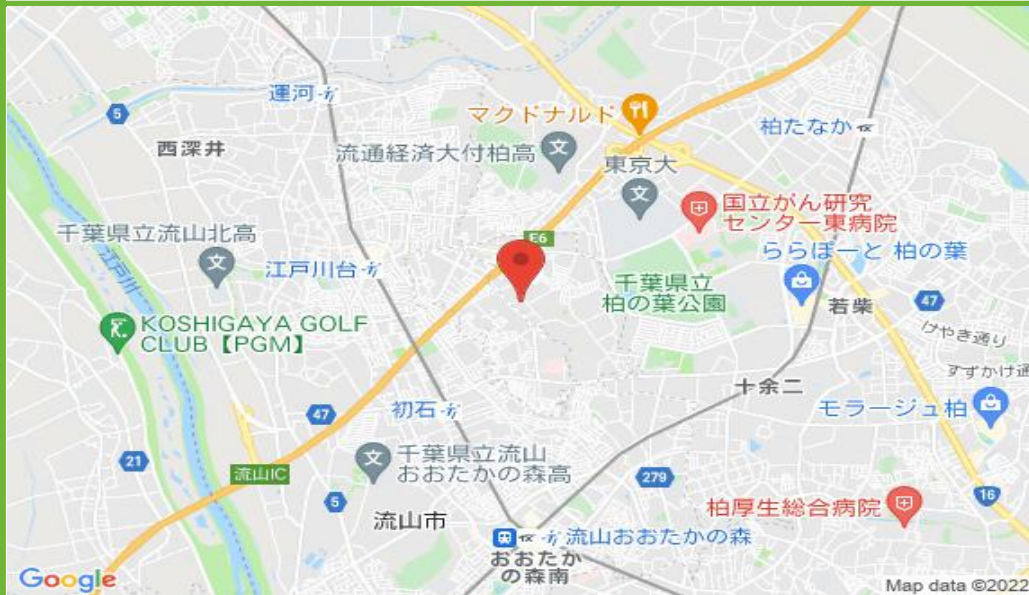 運河
5
マクドナルド
柏たなか
西深井
流通経済大付柏高
東京大
国立がん研究
センター東病院
千葉県立流山北高
E6
ららぽーと 柏の葉
江戸川
江戸川台
千葉県立
柏の葉公園
若柴
47
KOSHIGAYA GOLF
CLUB【PGM】
けやき通り
すずかけ通
十余二
47
初石
モラージュ柏
21
千葉県立流山
おおたかの森高
流山IC
279
5
16
柏厚生総合病院
流山市
流山おおたかの森
おおたか
の森南
Google
Map data ©2022